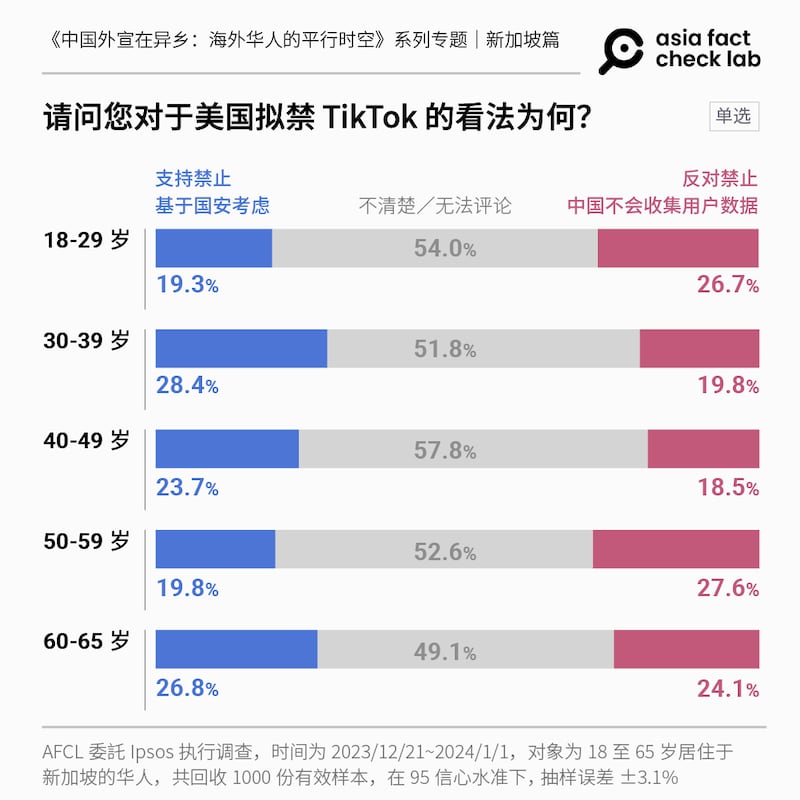 《中国外宣在异乡：海外华人的平行时空》系列专题｜新加坡篇
asia fact
check lab
请问您对于美国拟禁 TikTok 的看法为何？
单选
支持禁止
基于国安考虑
不清楚／无法评论
反对禁止
中国不会收集用户数据
18-29 岁
54.0%
19.3%
26.7%
30-39 岁
51.8%
28.4%
19.8%
40-49 岁
57.8%
23.7%
18.5%
50-59 岁
52.6%
19.8%
27.6%
60-65 岁
49.1%
26.8%
24.1%
AFCL 委託 Ipsos 执行调查，时间为 2023/12/21~2024/1/1，对象为 18 至 65 岁居住于
新加坡的华人，共回收 1000 份有效样本，在 95 信心水准下，抽样误差 ±3.1%